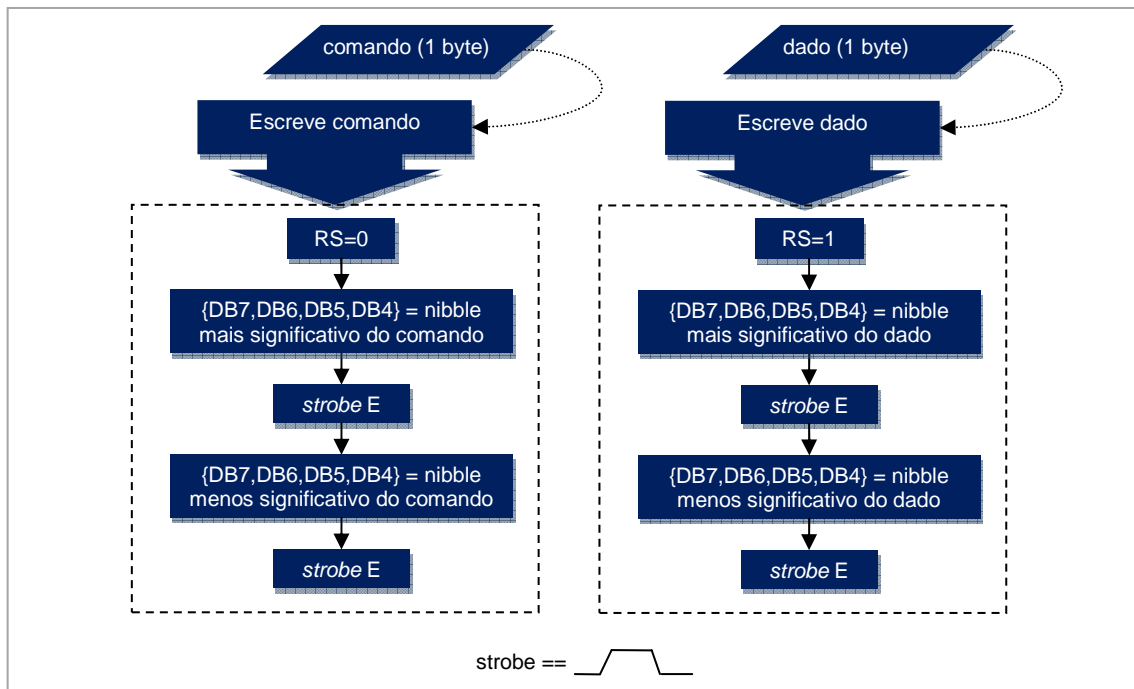 comando (1 byte)
Escreve comando
RS=0
{DB7,DB6,DB5,DB4} = nibble
mais significativo do comando
strobe E
{DB7,DB6,DB5,DB4} = nibble
menos significativo do comando
strobe E
dado (1 byte)
Escreve dado
RS=1
{DB7,DB6,DB5,DB4} = nibble
mais significativo do dado
strobe E
{DB7,DB6,DB5,DB4} = nibble
menos significativo do dado
strobe E
strobe ==